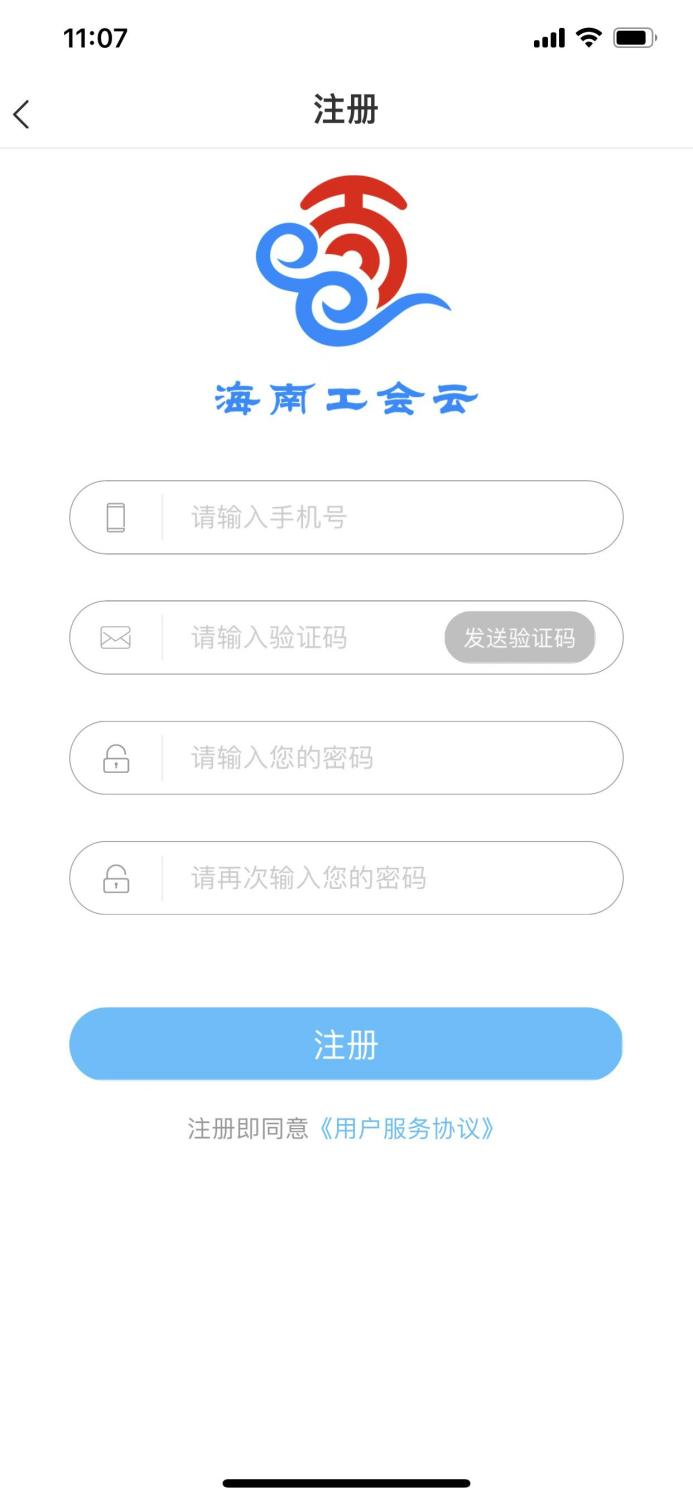 11:07
注册
海南工会云
请输入手机号
请输入验证码 发送验证码
请输入您的密码
请再次输入您的密码
注册
注册即同意《用户服务协议》